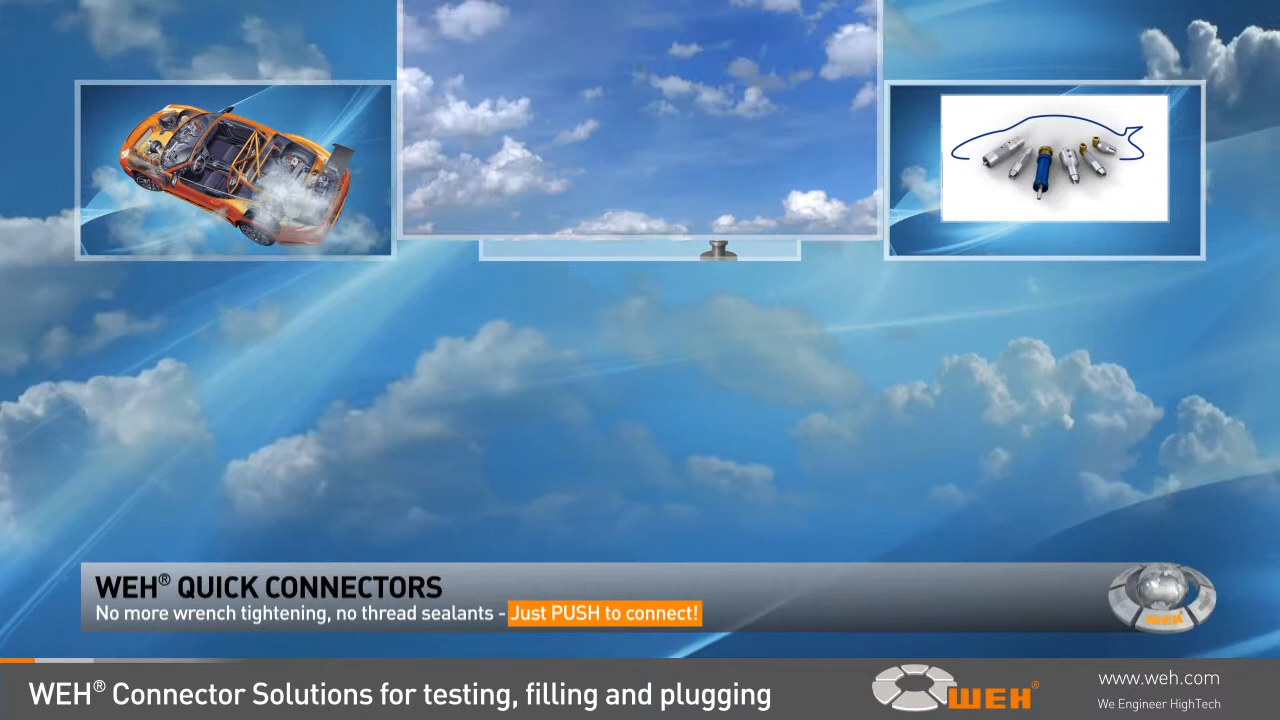 WEH® QUICK CONNECTORS
No more wrench tightening, no thread sealants - Just PUSH to connect!
WEH
WEH® Connector Solutions for testing, filling and plugging
WEH®
www.weh.com
We Engineer HighTech